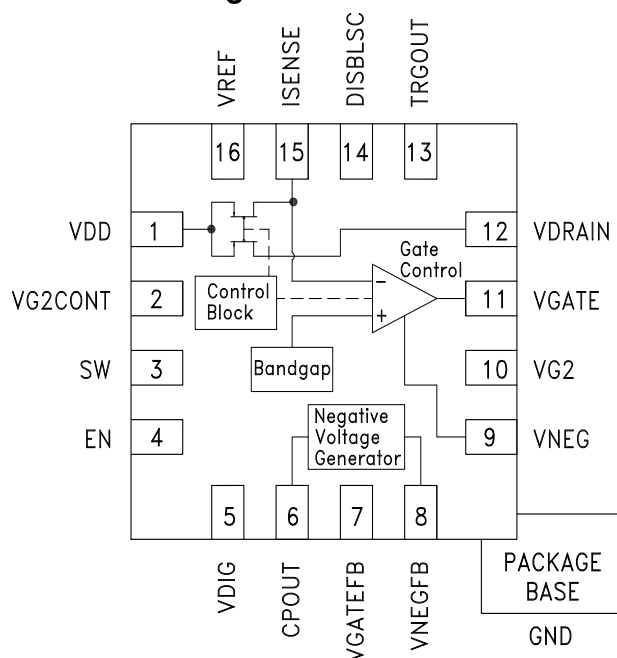 VREF
ISENSE
DISBLSC
TRGOUT
16
15
14
13
VDD
1
12
VDRAIN
Gate
Control
VG2CONT
2
Control
Block
−
+
11
VGATE
SW
3
Bandgap
10
VG2
EN
4
Negative
Voltage
Generator
9
VNEG
5
6
7
8
VDIG
CPOUT
VGATEFB
VNEGFB
PACKAGE
BASE
GND